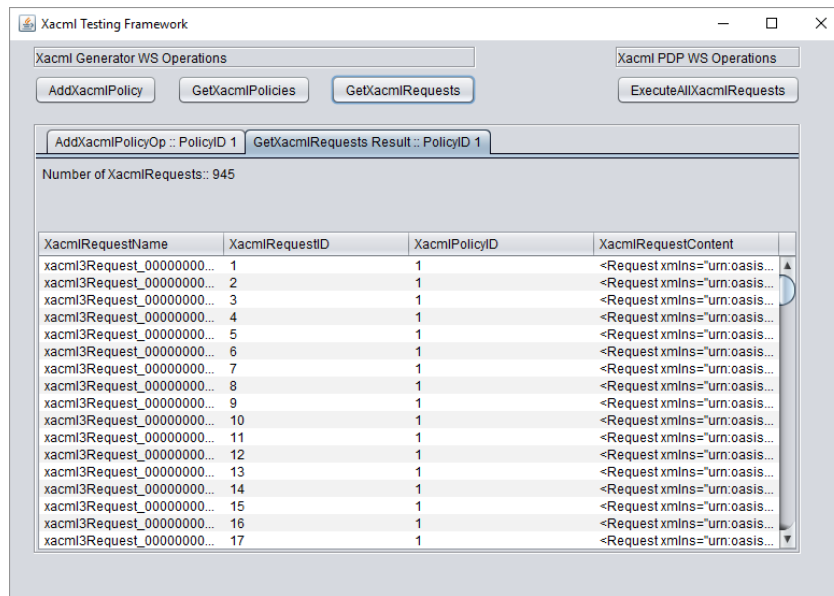 Xacml Testing Framework
Xacml Generator WS Operations
Xacml PDP WS Operations
AddXacmlPolicy GetXacmlPolicies GetXacmlRequests ExecuteAllXacmlRequests
AddXacmlPolicyOp :: PolicyID 1 GetXacmlRequests Result :: PolicyID 1
Number of XacmlRequests:: 945
XacmlRequestName XacmlRequestID XacmlPolicyID XacmlRequestContent
xacml3Request_00000000... 1 1 <Request xmlns="urn:oasis...
xacml3Request_00000000... 2 1 <Request xmlns="urn:oasis...
xacml3Request_00000000... 3 1 <Request xmlns="urn:oasis...
xacml3Request_00000000... 4 1 <Request xmlns="urn:oasis...
xacml3Request_00000000... 5 1 <Request xmlns="urn:oasis...
xacml3Request_00000000... 6 1 <Request xmlns="urn:oasis...
xacml3Request_00000000... 7 1 <Request xmlns="urn:oasis...
xacml3Request_00000000... 8 1 <Request xmlns="urn:oasis...
xacml3Request_00000000... 9 1 <Request xmlns="urn:oasis...
xacml3Request_00000000... 10 1 <Request xmlns="urn:oasis...
xacml3Request_00000000... 11 1 <Request xmlns="urn:oasis...
xacml3Request_00000000... 12 1 <Request xmlns="urn:oasis...
xacml3Request_00000000... 13 1 <Request xmlns="urn:oasis...
xacml3Request_00000000... 14 1 <Request xmlns="urn:oasis...
xacml3Request_00000000... 15 1 <Request xmlns="urn:oasis...
xacml3Request_00000000... 16 1 <Request xmlns="urn:oasis...
xacml3Request_00000000... 17 1 <Request xmlns="urn:oasis...